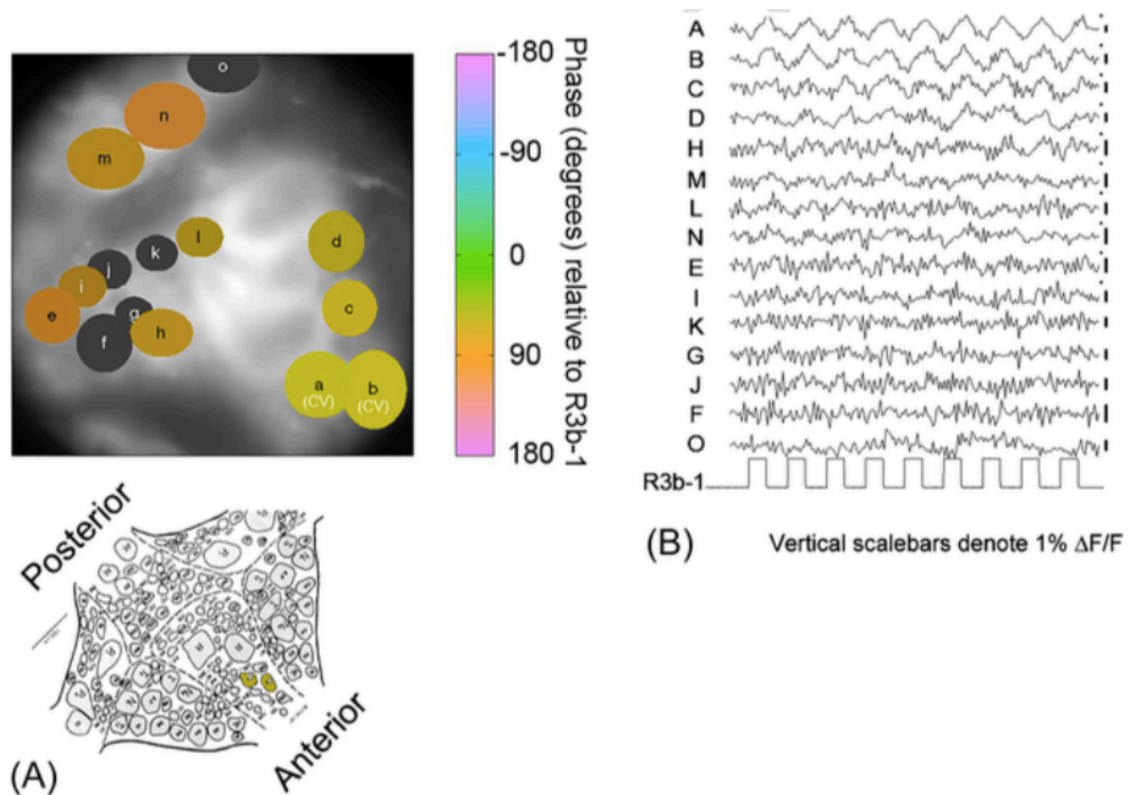 o
n
m
l
k
j
i
d
c
e
g
f
h
a
(CV)
b
(CV)
-180
-90
0
90
180
Phase (degrees) relative to R3b-1
Posterior
Anterior
(A)
A
B
C
D
H
M
L
N
E
I
K
G
J
F
O
R3b-1
(B)
Vertical scalebars denote 1% ΔF/F